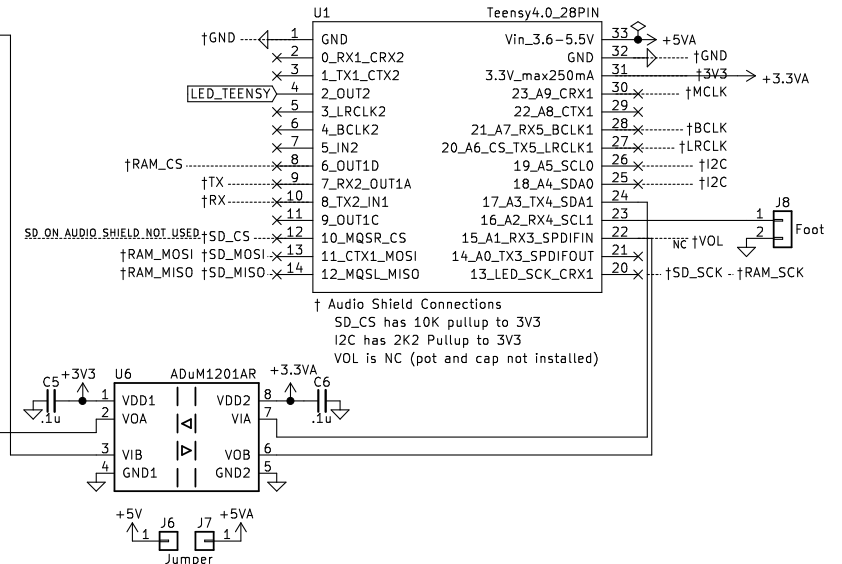 U1 Teensy4.0_28PIN
†GND 1 GND Vin_3.6-5.5V 33 +5VA
2 0_RX1_CRX2 GND 32 †GND
3 1_TX1_CTX2 3.3V_max250mA 31 †3V3 +3.3VA
LED_TEENSY 4 2_OUT2 23_A9_CRX1 30 †MCLK
5 3_LRCLK2 22_A8_CTX1 29
6 4_BCLK2 21_A7_RX5_BCLK1 28 †BCLK
7 5_IN2 20_A6_CS_TX5_LRCLK1 27 †LRCLK
†RAM_CS 8 6_OUT1D 19_A5_SCL0 26 †I2C
†TX 9 7_RX2_OUT1A 18_A4_SDA0 25 †I2C
†RX 10 8_TX2_IN1 17_A3_TX4_SDA1 24
11 9_OUT1C 16_A2_RX4_SCL1 23
SD_ON AUDIO SHIELD NOT USED †SD_CS 12 10_MQSR_CS 15_A1_RX3_SPDIFIN 22 NC †VOL
†RAM_MOSI †SD_MOSI 13 11_CTX1_MOSI 14_A0_TX3_SPDIFOUT 21
†RAM_MISO †SD_MISO 14 12_MQSL_MISO 13_LED_SCK_CRX1 20 †SD_SCK †RAM_SCK
J8
1
2
Foot
† Audio Shield Connections
SD_CS has 10K pullup to 3V3
I2C has 2K2 Pullup to 3V3
VOL is NC (pot and cap not installed)
C5 +3V3 U6 ADuM1201AR +3.3VA C6
.1u 1 VDD1 VDD2 8 .1u
2 VOA VIA 7
3 VIB VOB 6
4 GND1 GND2 5
+5V J6 J7 +5VA
1 1
Jumper